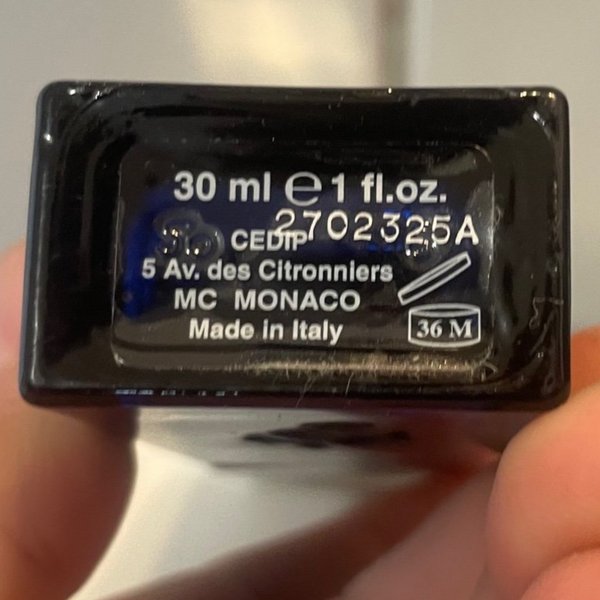 30 ml ℮ 1 fl.oz.
2702325A
CEDIP
5 Av. des Citronniers
MC MONACO
Made in Italy
36 M